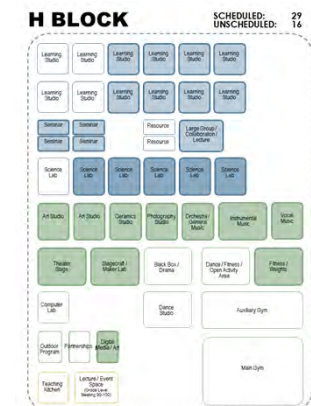 H BLOCK
SCHEDULED: 29
UNSCHEDULED: 16
Learning Studio Learning Studio Learning Studio Learning Studio Learning Studio Learning Studio
Learning Studio Learning Studio Learning Studio Learning Studio Learning Studio Learning Studio
Seminar Seminar Resource Large Group / Collaboration / Lecture
Seminar Seminar Resource
Science Lab Science Lab Science Lab Science Lab Science Lab Science Lab
Art Studio Art Studio Ceramics Studio Photography Studio Orchestra / General Music Instrumental Music Vocal Music
Theater Stage Stagecraft / Maker Lab Black Box / Drama Dance / Fitness / Open Activity Area Fitness / Weights
Computer Lab Dance Studio Auxiliary Gym
Outdoor Program Partnerships Digital Media / Art Main Gym
Teaching Kitchen Lecture / Event Space